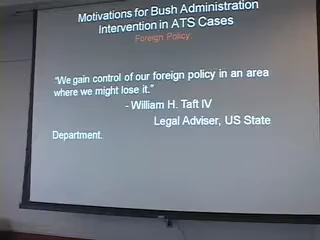 Motivations for Bush Administration
Intervention in ATS Cases
Foreign Policy:
“We gain control of our foreign policy in an area
where we might lose it.”
- William H. Taft IV
Legal Adviser, US State
Department.